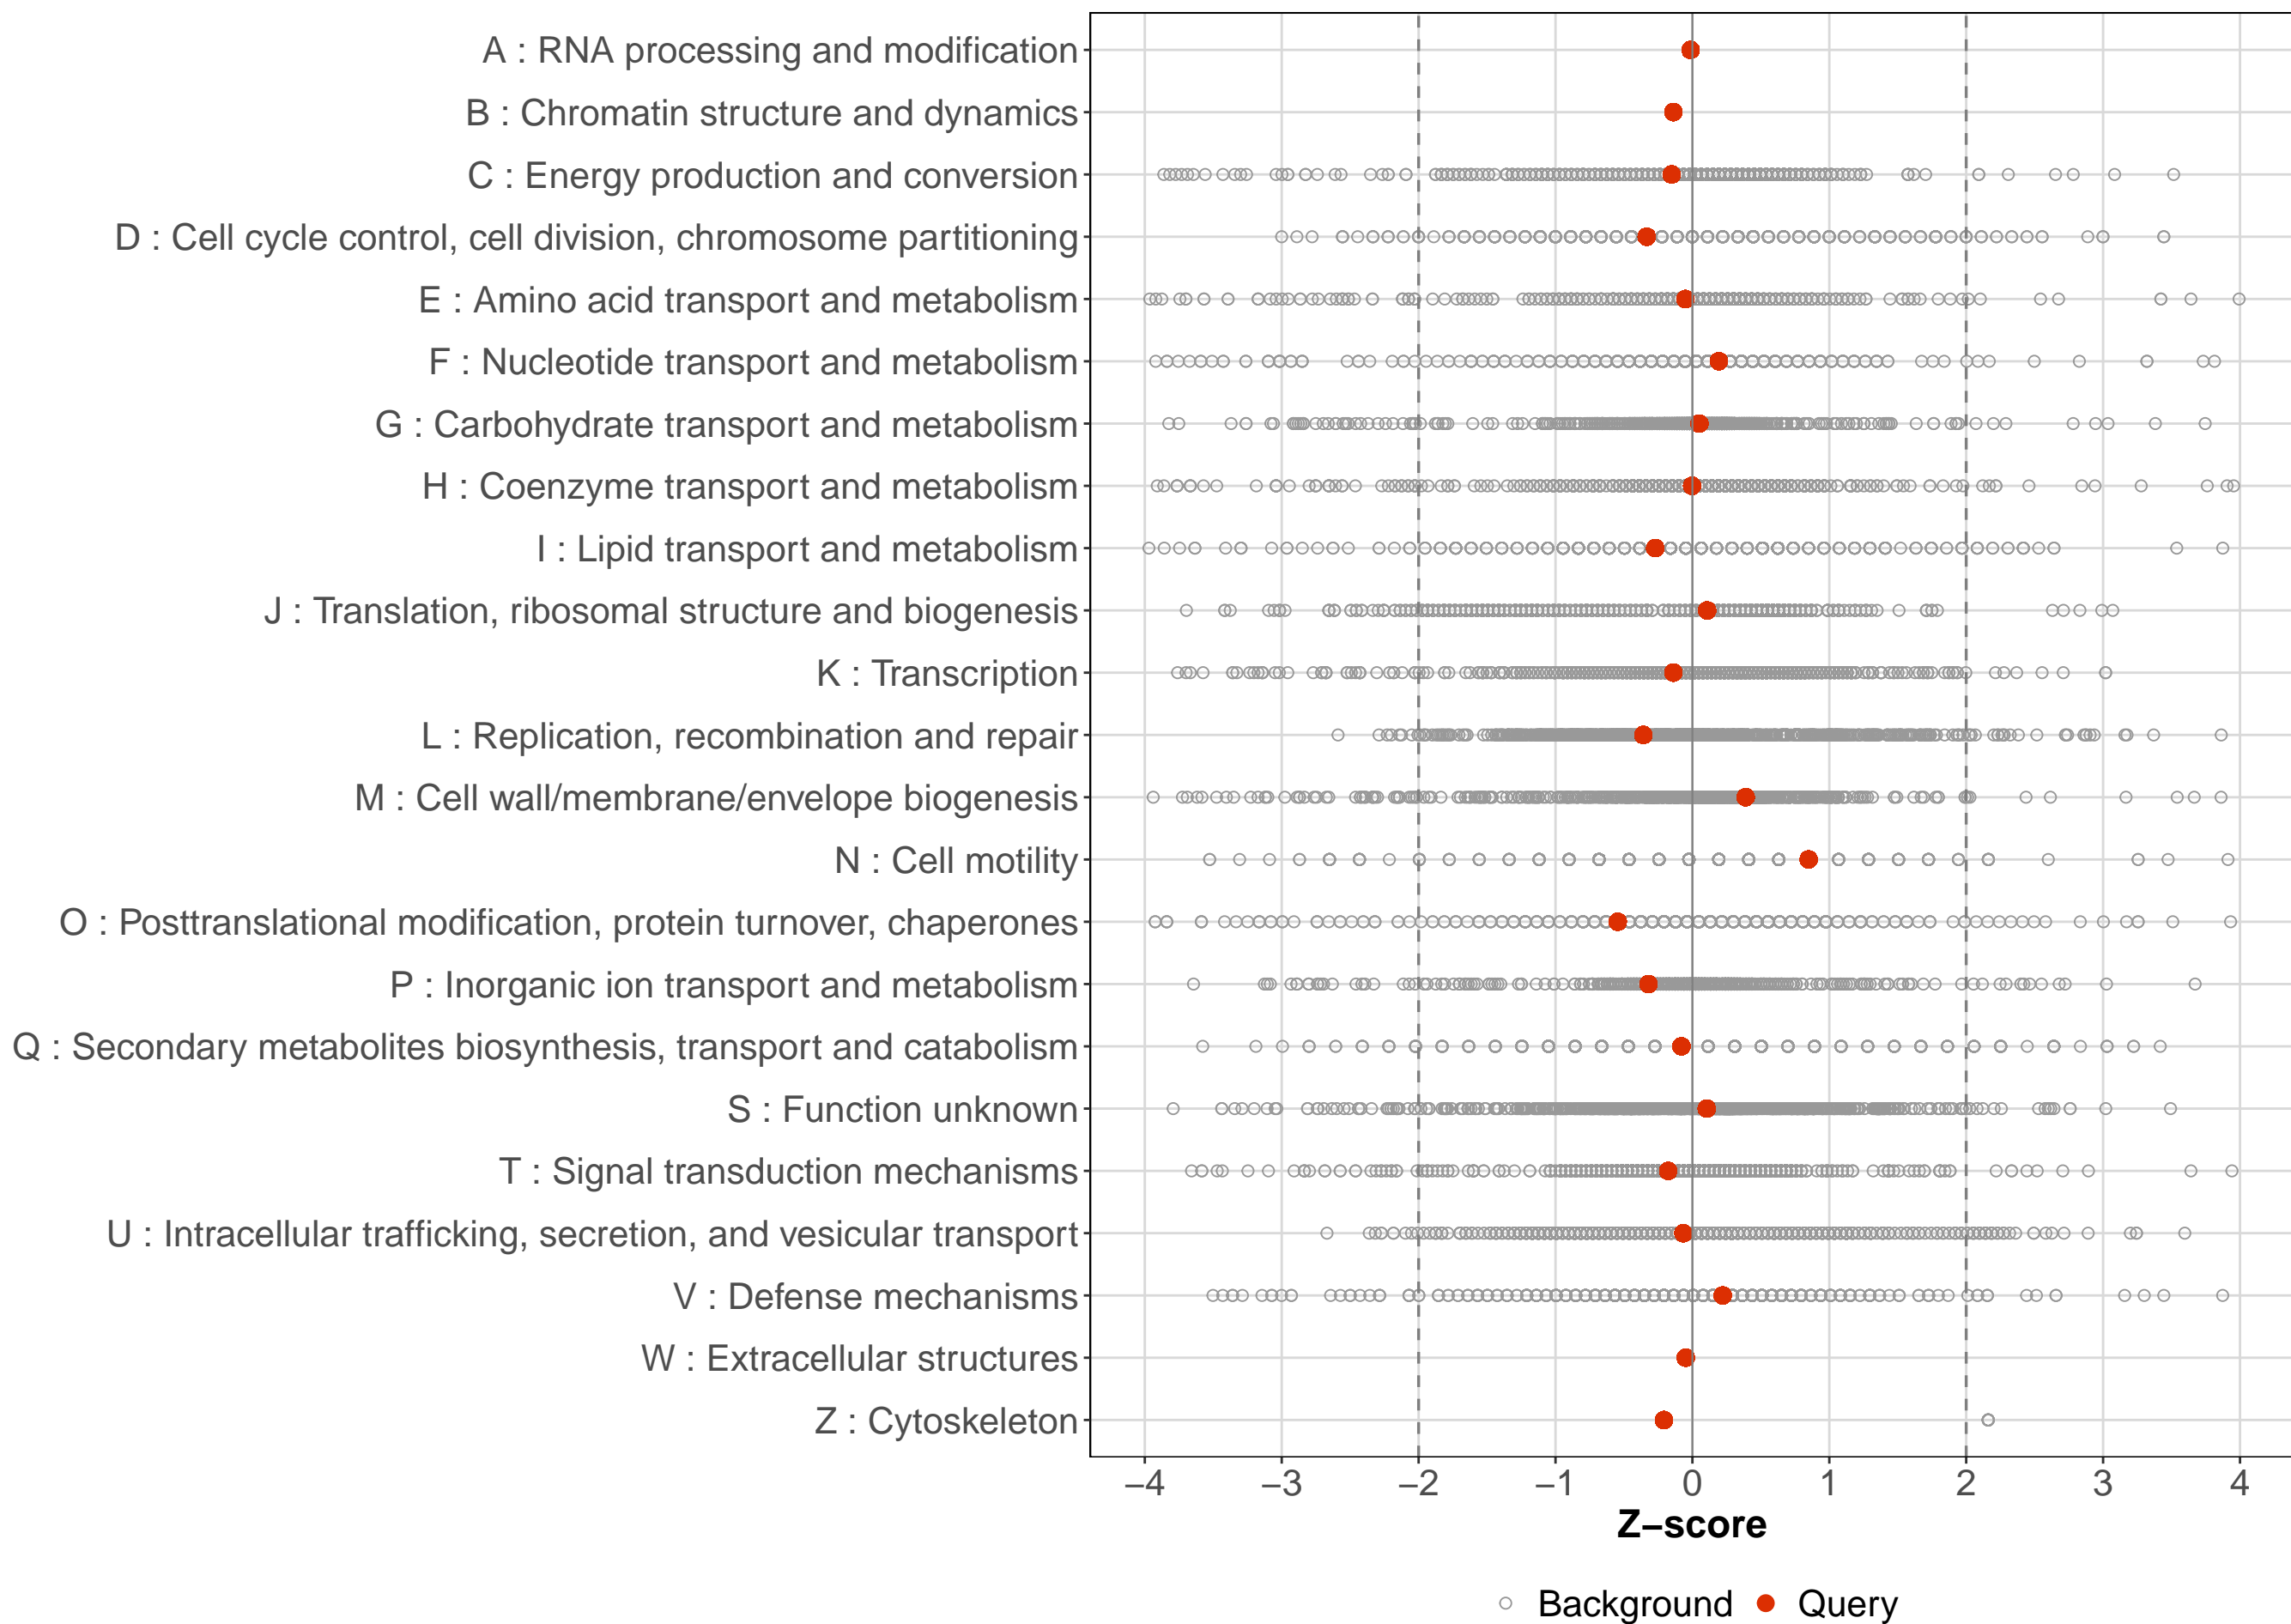 A : RNA processing and modification
B : Chromatin structure and dynamics
C : Energy production and conversion
D : Cell cycle control, cell division, chromosome partitioning
E : Amino acid transport and metabolism
F : Nucleotide transport and metabolism
G : Carbohydrate transport and metabolism
H : Coenzyme transport and metabolism
I : Lipid transport and metabolism
J : Translation, ribosomal structure and biogenesis
K : Transcription
L : Replication, recombination and repair
M : Cell wall/membrane/envelope biogenesis
N : Cell motility
O : Posttranslational modification, protein turnover, chaperones
P : Inorganic ion transport and metabolism
Q : Secondary metabolites biosynthesis, transport and catabolism
S : Function unknown
T : Signal transduction mechanisms
U : Intracellular trafficking, secretion, and vesicular transport
V : Defense mechanisms
W : Extracellular structures
Z : Cytoskeleton
−4 −3 −2 −1 0 1 2 3 4
Z−score
Background Query